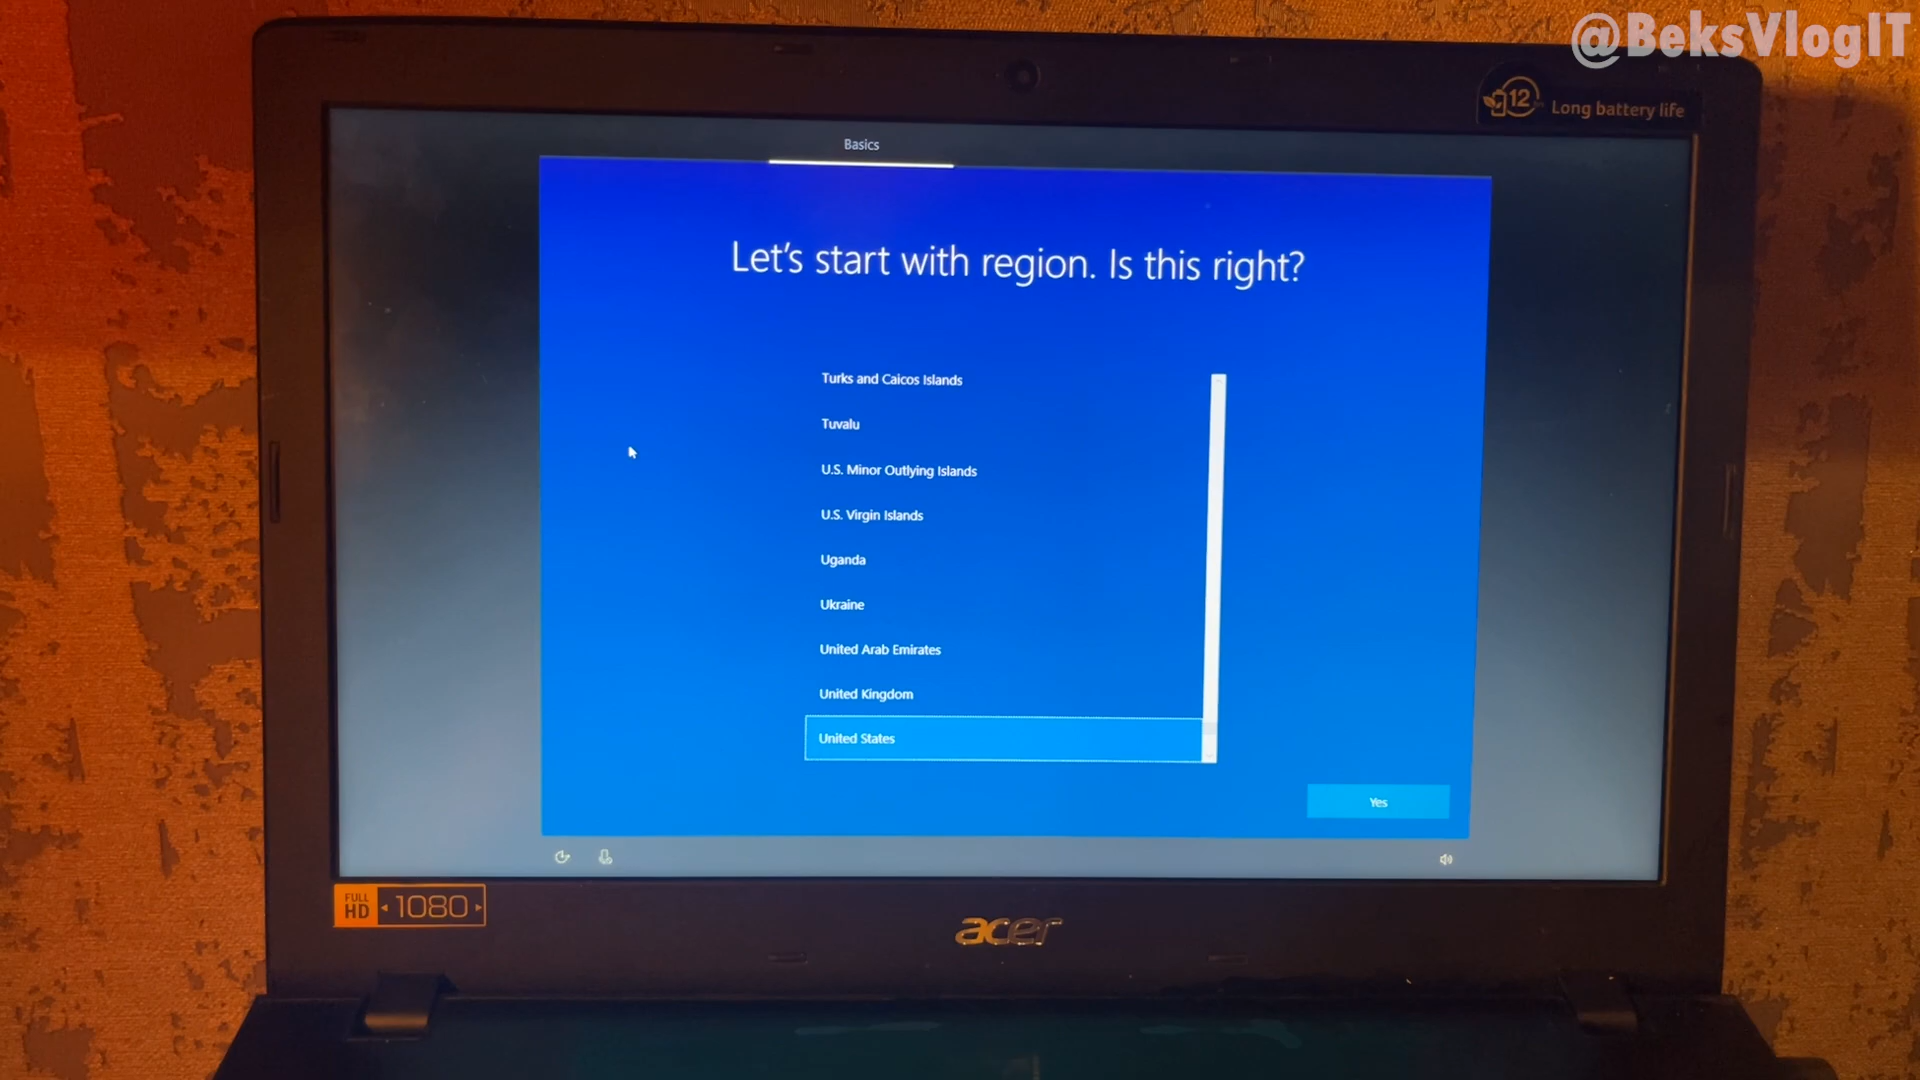 @BeksVlogIT
12
Long battery life
Basics
Let's start with region. Is this right?
Turks and Caicos Islands
Tuvalu
U.S. Minor Outlying Islands
U.S. Virgin Islands
Uganda
Ukraine
United Arab Emirates
United Kingdom
United States
Yes
FULL HD 1080
acer